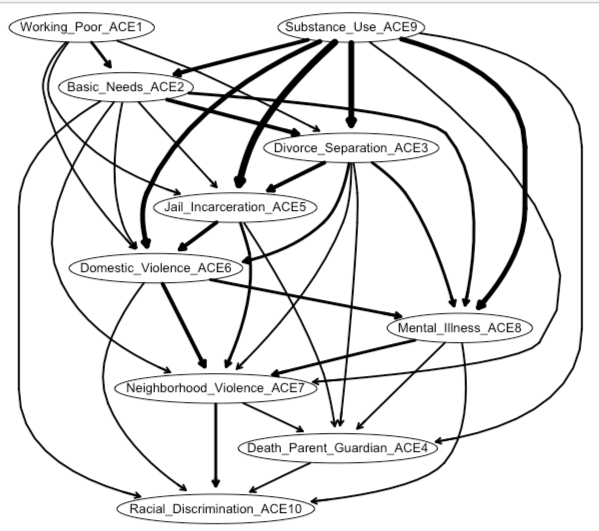 Working_Poor_ACE1
Substance_Use_ACE9
Basic_Needs_ACE2
Divorce_Separation_ACE3
Jail_Incarceration_ACE5
Domestic_Violence_ACE6
Mental_Illness_ACE8
Neighborhood_Violence_ACE7
Death_Parent_Guardian_ACE4
Racial_Discrimination_ACE10